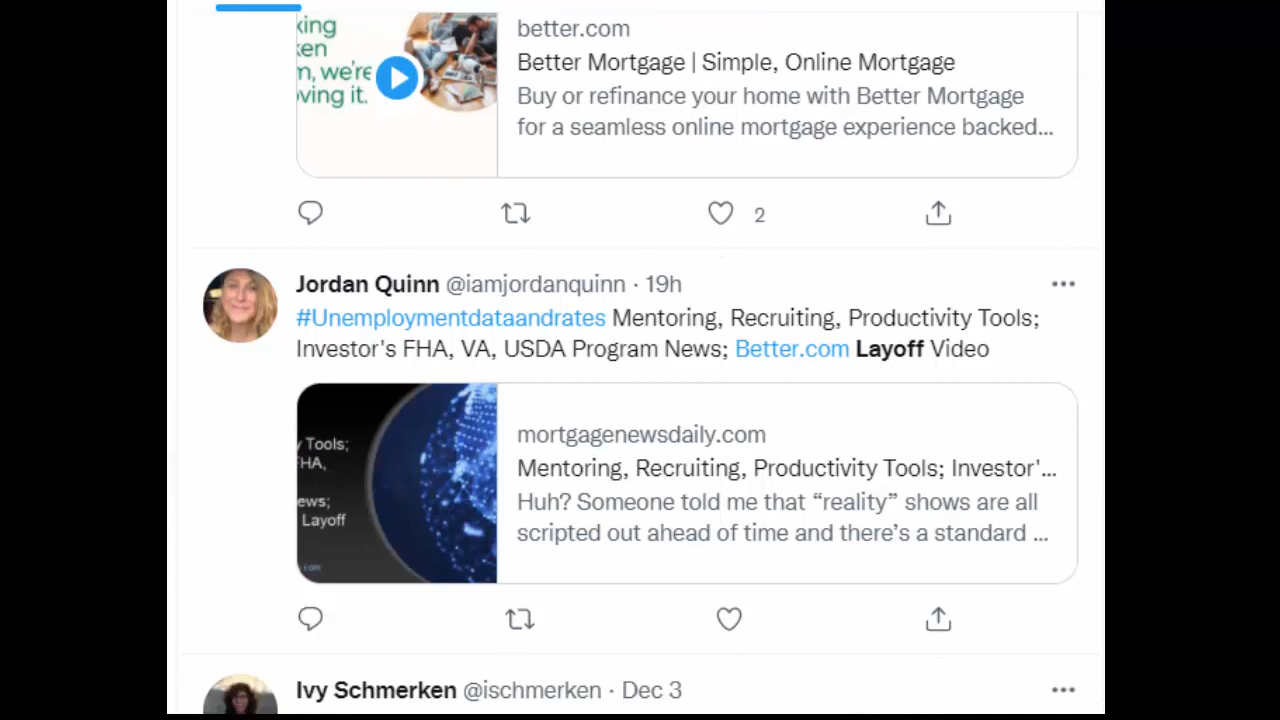 king
ken
n, we're
oving it.
better.com
Better Mortgage | Simple, Online Mortgage
Buy or refinance your home with Better Mortgage
for a seamless online mortgage experience backed...
2
Jordan Quinn @iamjordanquinn · 19h
#Unemploymentdataandrates Mentoring, Recruiting, Productivity Tools;
Investor's FHA, VA, USDA Program News; Better.com Layoff Video
y Tools;
FHA,
ews;
Layoff
.com
mortgagenewsdaily.com
Mentoring, Recruiting, Productivity Tools; Investor'...
Huh? Someone told me that “reality” shows are all
scripted out ahead of time and there’s a standard ...
Ivy Schmerken @ischmerken · Dec 3